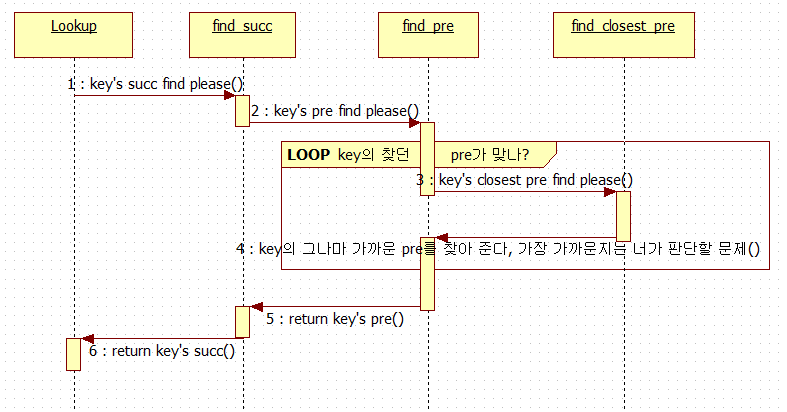 Lookup
find_succ
find_pre
find_closest_pre
1 : key's succ find please()
2 : key's pre find please()
LOOP key의 찾던 pre가 맞나?
3 : key's closest pre find please()
4 : key의 그나마 가까운 pre를 찾아 준다, 가장 가까운지는 너가 판단할 문제()
5 : return key's pre()
6 : return key's succ()